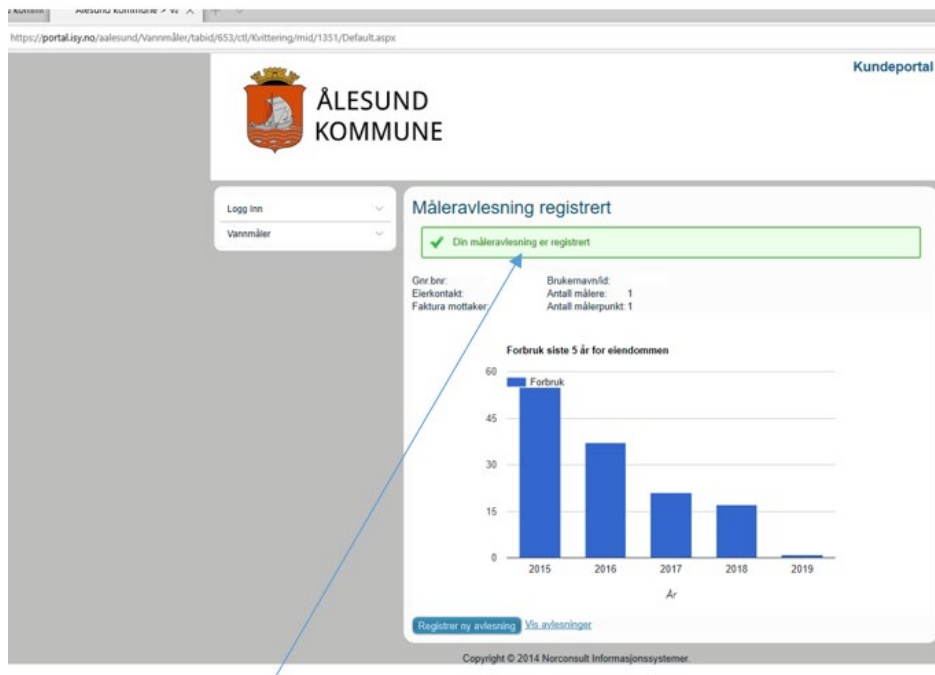 Ålesund Kommune > Va
https://portal.isy.no/aalesund/Vannmåler/tabid/653/ctl/Kvittering/mid/1351/Default.aspx
Kundeportal
ÅLESUND
KOMMUNE
Logg Inn
Vannmåler
Måleravlesning registrert
Din måleravlesning er registrert
Gnr.bnr:
Eierkontakt:
Faktura mottaker:
Brukernavn/id:
Antall målere: 1
Antall målerpunkt: 1
Forbruk siste 5 år for eiendommen
Forbruk
60
45
30
15
0
2015 2016 2017 2018 2019
År
Registrer ny avlesning Vis avlesninger
Copyright © 2014 Norconsult Informasjonssystemer.